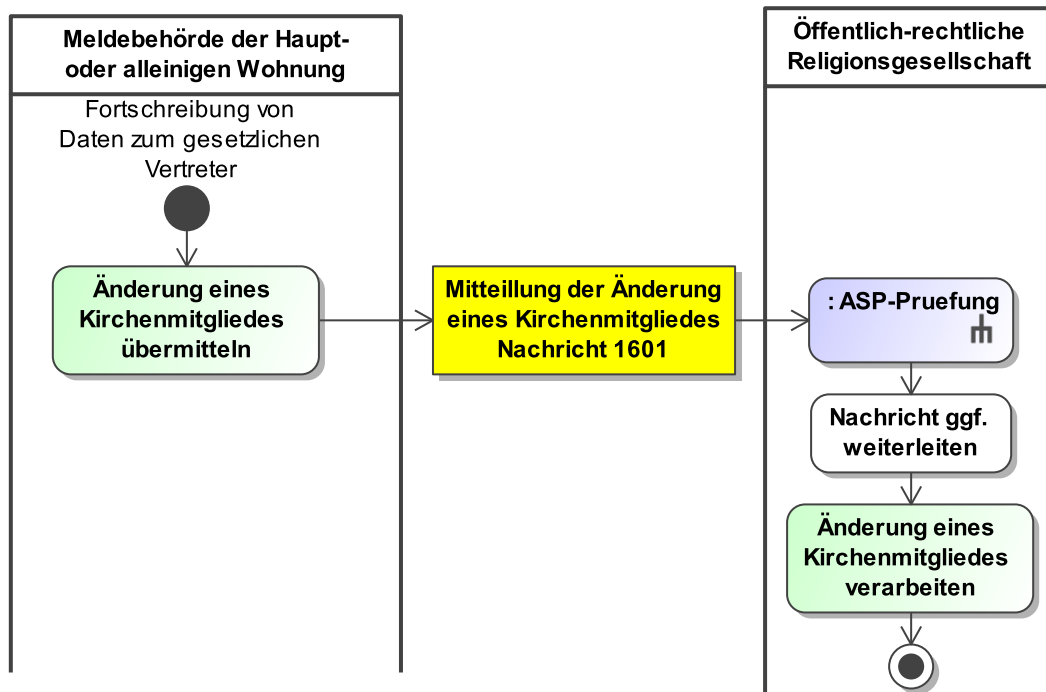 Meldebehörde der Haupt-
oder alleinigen Wohnung
Fortschreibung von
Daten zum gesetzlichen
Vertreter
Änderung eines
Kirchenmitgliedes
übermitteln
Mitteillung der Änderung
eines Kirchenmitgliedes
Nachricht 1601
Öffentlich-rechtliche
Religionsgesellschaft
: ASP-Pruefung
Nachricht ggf.
weiterleiten
Änderung eines
Kirchenmitgliedes
verarbeiten